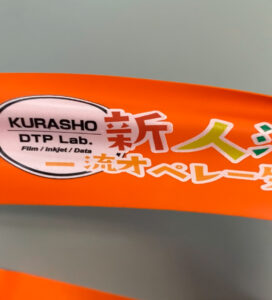 KURASHO
DTP Lab.
Film / Inkjet / Data
新人
一流オペレー